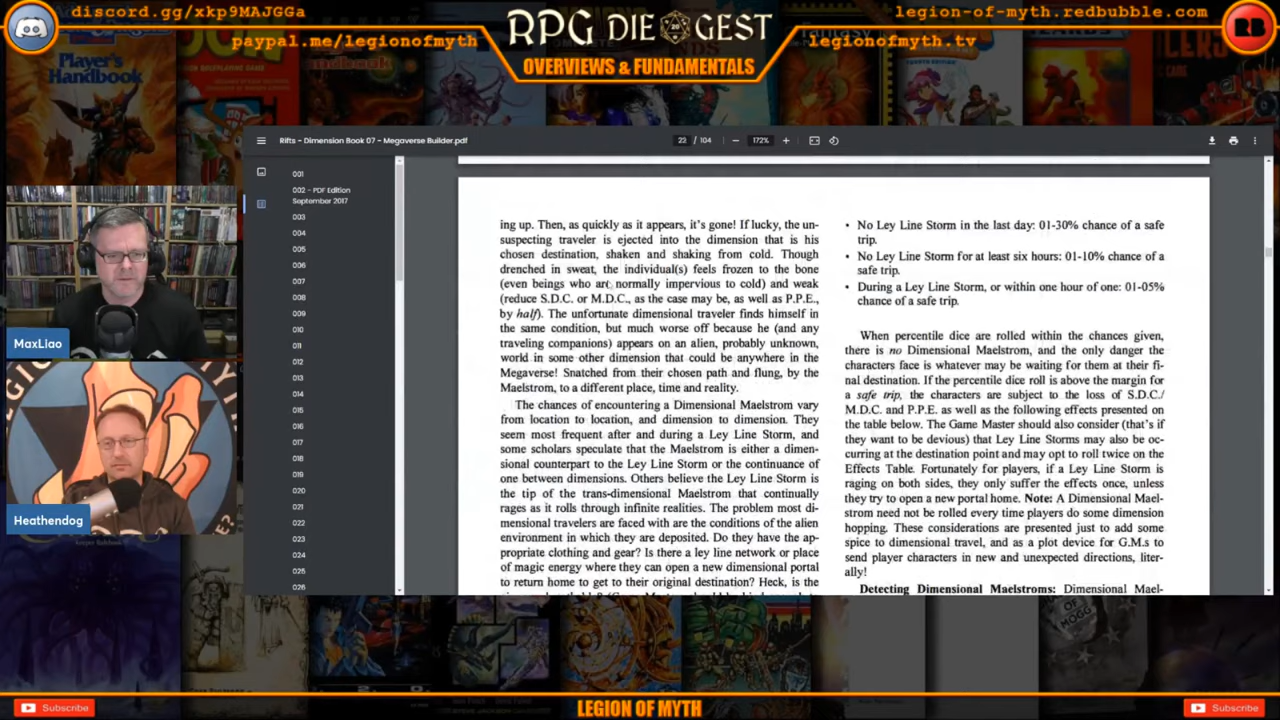 discord.gg/xkp9MAJGGa
paypal.me/legionofmyth
RPG DIE GEST
OVERVIEWS & FUNDAMENTALS
legion-of-myth.redbubble.com
legionofmyth.tv
RB
Player's
Handbook
Rifts - Dimension Book 07 - Megaverse Builder.pdf
22 / 104
172%
001
002 - PDF Edition
September 2017
003
004
005
006
007
008
009
010
011
012
013
014
015
016
017
018
019
020
021
022
023
024
025
026
ing up. Then, as quickly as it appears, it's gone! If lucky, the un-
suspecting traveler is ejected into the dimension that is his
chosen destination, shaken and shaking from cold. Though
drenched in sweat, the individual(s) feels frozen to the bone
(even beings who are normally impervious to cold) and weak
(reduce S.D.C. or M.D.C., as the case may be, as well as P.P.E.,
by half). The unfortunate dimensional traveler finds himself in
the same condition, but much worse off because he (and any
traveling companions) appears on an alien, probably unknown,
world in some other dimension that could be anywhere in the
Megaverse! Snatched from their chosen path and flung, by the
Maelstrom, to a different place, time and reality.
The chances of encountering a Dimensional Maelstrom vary
from location to location, and dimension to dimension. They
seem most frequent after and during a Ley Line Storm, and
some scholars speculate that the Maelstrom is either a dimen-
sional counterpart to the Ley Line Storm or the continuance of
one between dimensions. Others believe the Ley Line Storm is
the tip of the trans-dimensional Maelstrom that continually
rages as it rolls through infinite realities. The problem most di-
mensional travelers are faced with are the conditions of the alien
environment in which they are deposited. Do they have the ap-
propriate clothing and gear? Is there a ley line network or place
of magic energy where they can open a new dimensional portal
to return home to get to their original destination? Heck, is the
• No Ley Line Storm in the last day: 01-30% chance of a safe
trip.
• No Ley Line Storm for at least six hours: 01-10% chance of a
safe trip.
• During a Ley Line Storm, or within one hour of one: 01-05%
chance of a safe trip.
When percentile dice are rolled within the chances given,
there is no Dimensional Maelstrom, and the only danger the
characters face is whatever may be waiting for them at their fi-
nal destination. If the percentile dice roll is above the margin for
a safe trip, the characters are subject to the loss of S.D.C./
M.D.C. and P.P.E. as well as the following effects presented on
the table below. The Game Master should also consider (that's if
they want to be devious) that Ley Line Storms may also be oc-
curring at the destination point and may opt to roll twice on the
Effects Table. Fortunately for players, if a Ley Line Storm is
raging on both sides, they only suffer the effects once, unless
they try to open a new portal home. Note: A Dimensional Mael-
strom need not be rolled every time players do some dimension
hopping. These considerations are presented just to add some
spice to dimensional travel, and as a plot device for G.M.s to
send player characters in new and unexpected directions, liter-
ally!
Detecting Dimensional Maelstroms: Dimensional Mael-
MaxLiao
Heathendog
Subscribe
LEGION OF MYTH
Subscribe